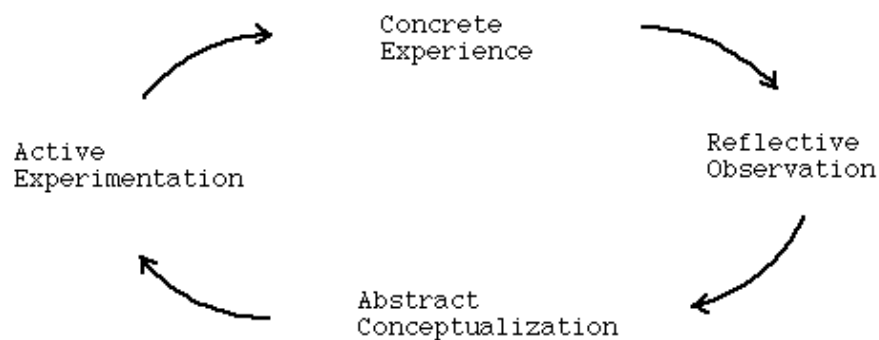 Concrete
Experience
Reflective
Observation
Abstract
Conceptualization
Active
Experimentation